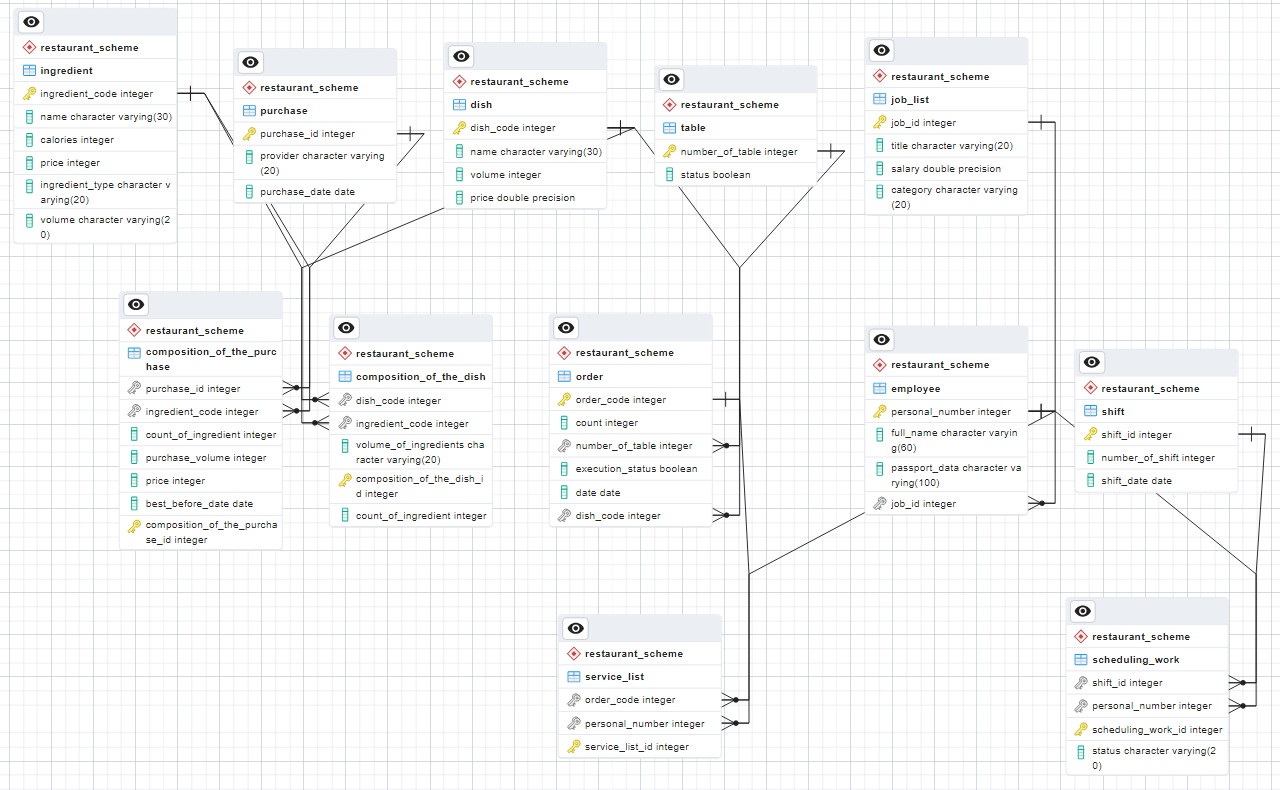 restaurant_scheme
ingredient
ingredient_code integer
name character varying(30)
calories integer
price integer
ingredient_type character v
arying(20)
volume character varying(2
0)
restaurant_scheme
purchase
purchase_id integer
provider character varying
(20)
purchase_date date
restaurant_scheme
dish
dish_code integer
name character varying(30)
volume integer
price double precision
restaurant_scheme
table
number_of_table integer
status boolean
restaurant_scheme
job_list
job_id integer
title character varying(20)
salary double precision
category character varying
(20)
restaurant_scheme
composition_of_the_purc
hase
purchase_id integer
ingredient_code integer
count_of_ingredient integer
purchase_volume integer
price integer
best_before_date date
composition_of_the_purcha
se_id integer
restaurant_scheme
composition_of_the_dish
dish_code integer
ingredient_code integer
volume_of_ingredients cha
racter varying(20)
composition_of_the_dish_i
d integer
count_of_ingredient integer
restaurant_scheme
order
order_code integer
count integer
number_of_table integer
execution_status boolean
date date
dish_code integer
restaurant_scheme
employee
personal_number integer
full_name character varyin
g(60)
passport_data character va
rying(100)
job_id integer
restaurant_scheme
shift
shift_id integer
number_of_shift integer
shift_date date
restaurant_scheme
service_list
order_code integer
personal_number integer
service_list_id integer
restaurant_scheme
scheduling_work
shift_id integer
personal_number integer
scheduling_work_id integer
status character varying(2
0)